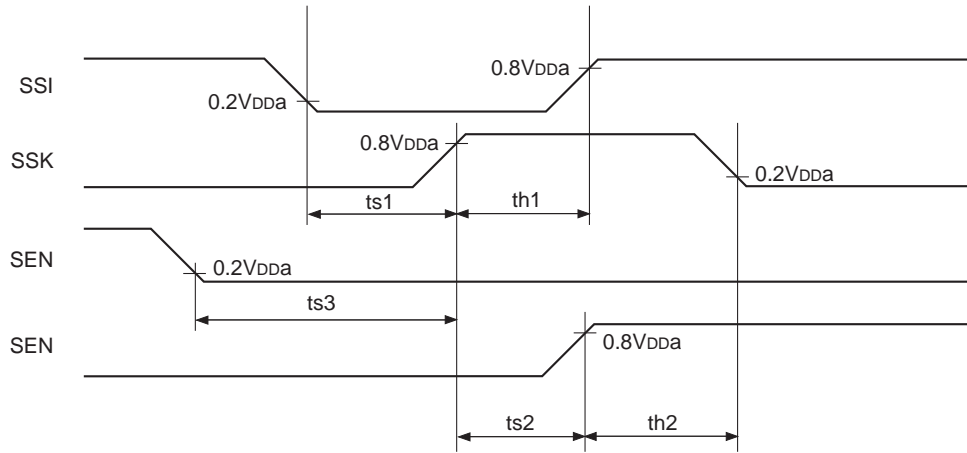 SSI
0.8VDDa
0.2VDDa
SSK
0.8VDDa
0.2VDDa
ts1
th1
SEN
0.2VDDa
ts3
SEN
0.8VDDa
ts2
th2